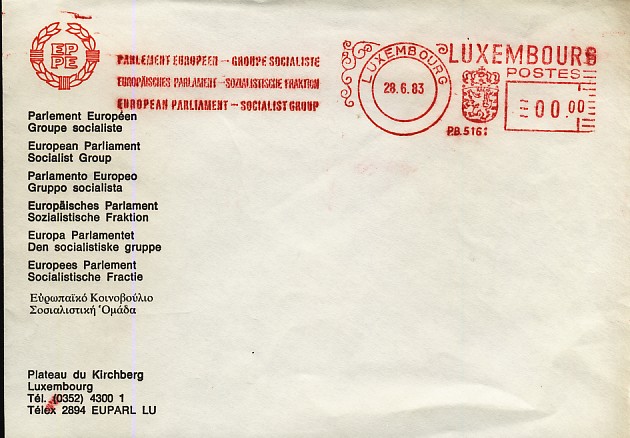 EP
PE
PARLEMENT EUROPEEN — GROUPE SOCIALISTE
EUROPÄISCHES PARLAMENT — SOZIALISTISCHE FRAKTION
EUROPEAN PARLIAMENT — SOCIALIST GROUP
LUXEMBOURG
28.6.83
LUXEMBOURG
POSTES
00.00
P.B. 5161
Parlement Européen
Groupe socialiste
European Parliament
Socialist Group
Parlamento Europeo
Gruppo socialista
Europäisches Parlament
Sozialistische Fraktion
Europa Parlamentet
Den socialistiske gruppe
Europees Parlement
Socialistische Fractie
Εὐρωπαϊκό Κοινοβούλιο
Σοσιαλιστική Ὁμάδα
Plateau du Kirchberg
Luxembourg
Tél. (0352) 4300 1
Télex 2894 EUPARL LU